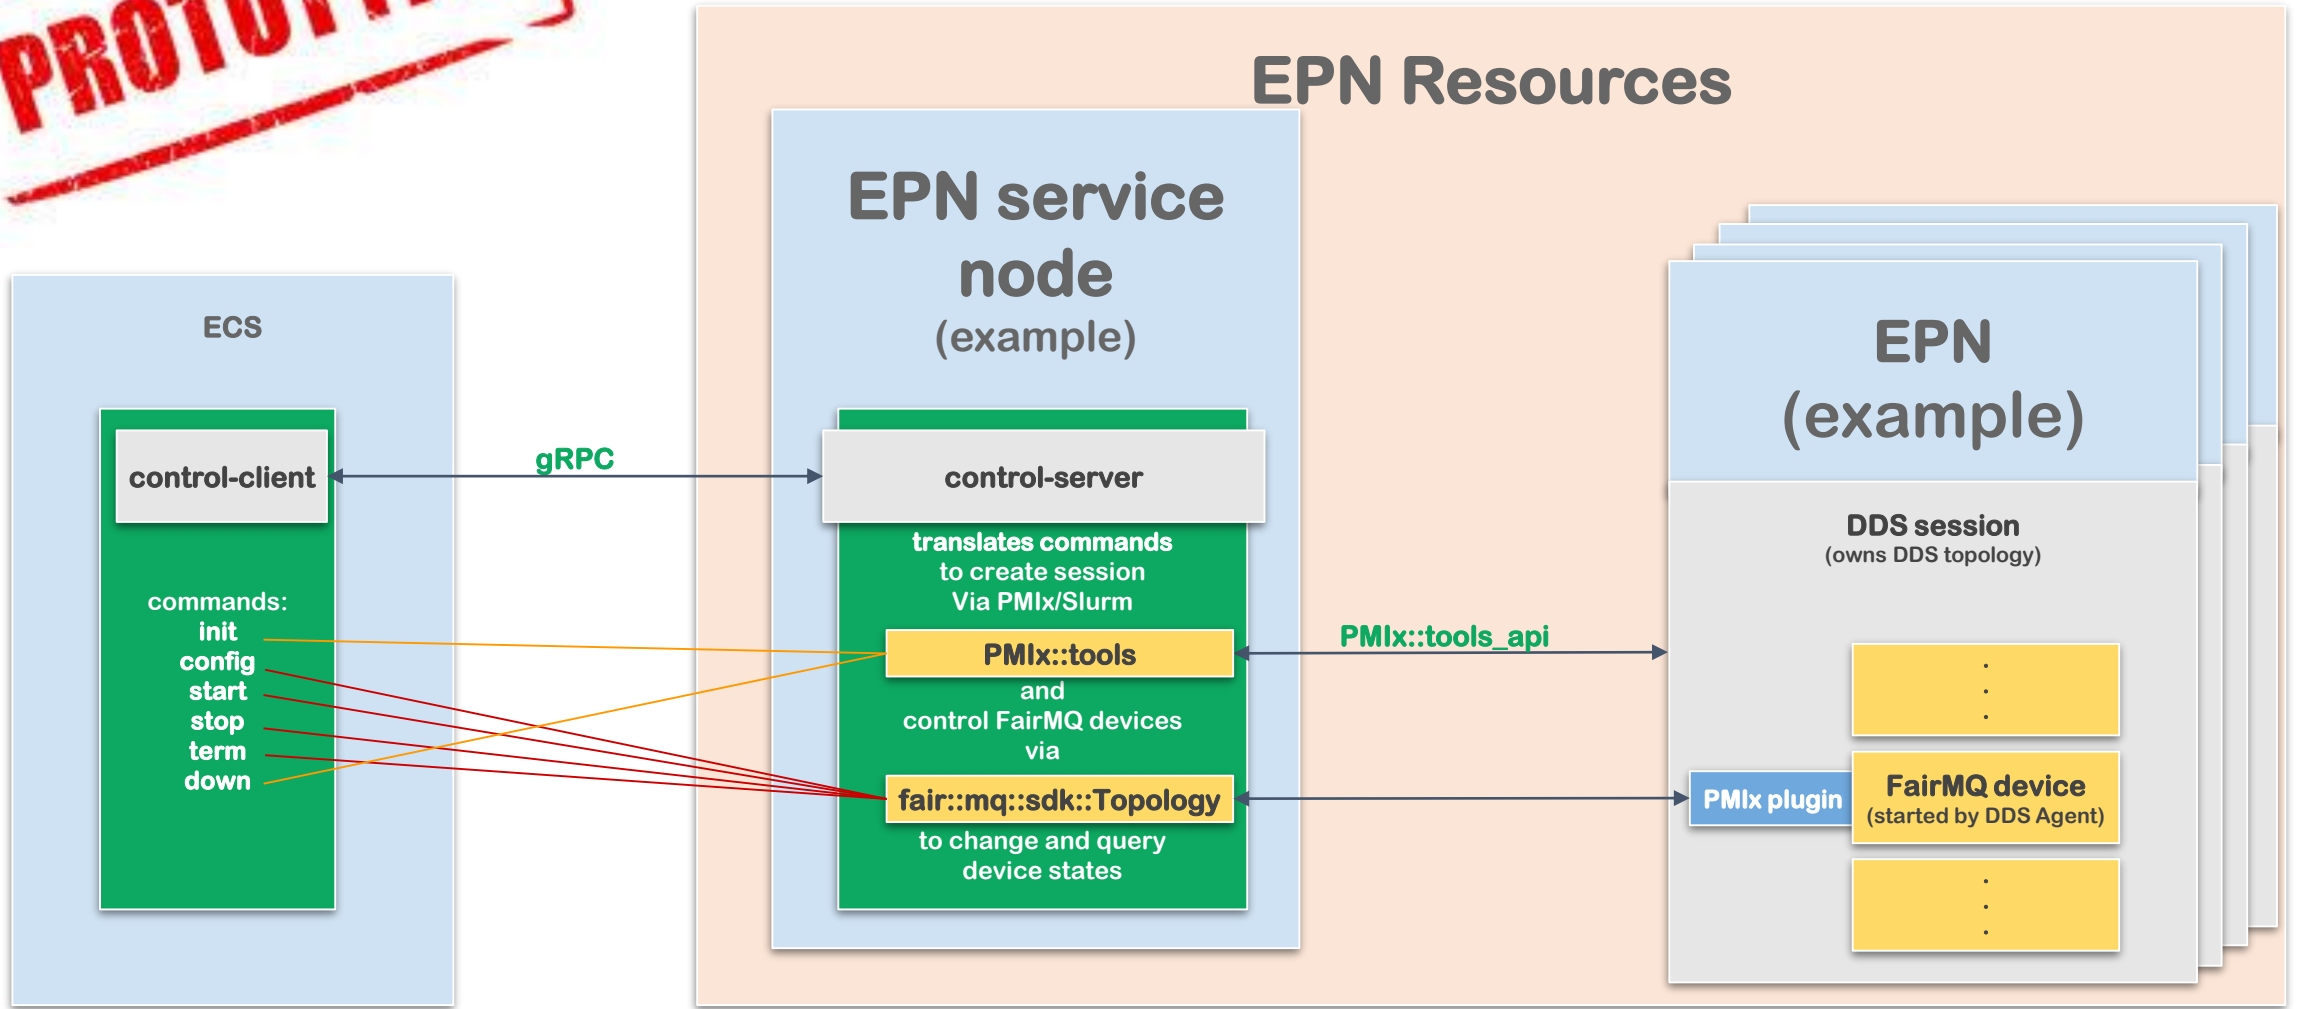 EPN Resources
EPN service
node
(example)
ECS
control-client
commands:
init
config
start
stop
term
down
gRPC
control-server
translates commands
to create session
Via PMIx/Slurm
PMIx::tools
and
control FairMQ devices
via
fair::mq::sdk::Topology
to change and query
device states
PMIx::tools_api
EPN
(example)
DDS session
(owns DDS topology)
.
.
.
PMIx plugin
FairMQ device
(started by DDS Agent)
.
.
.